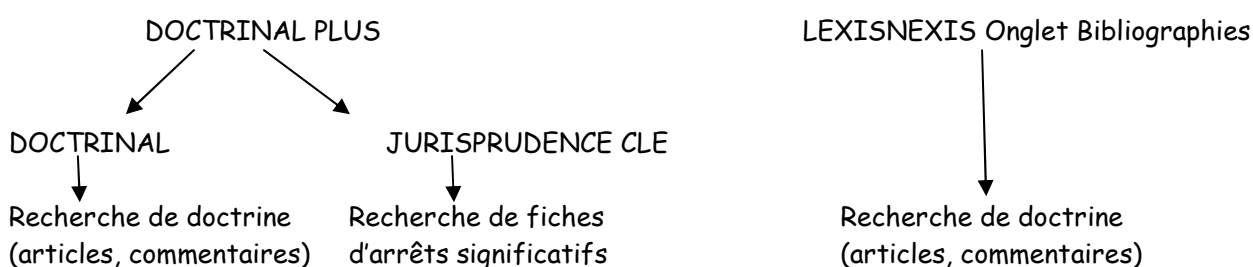 DOCTRINAL PLUS
LEXISNEXIS Onglet Bibliographies
DOCTRINAL
JURISPRUDENCE CLE
Recherche de doctrine
(articles, commentaires)
Recherche de fiches
d'arrêts significatifs
Recherche de doctrine
(articles, commentaires)